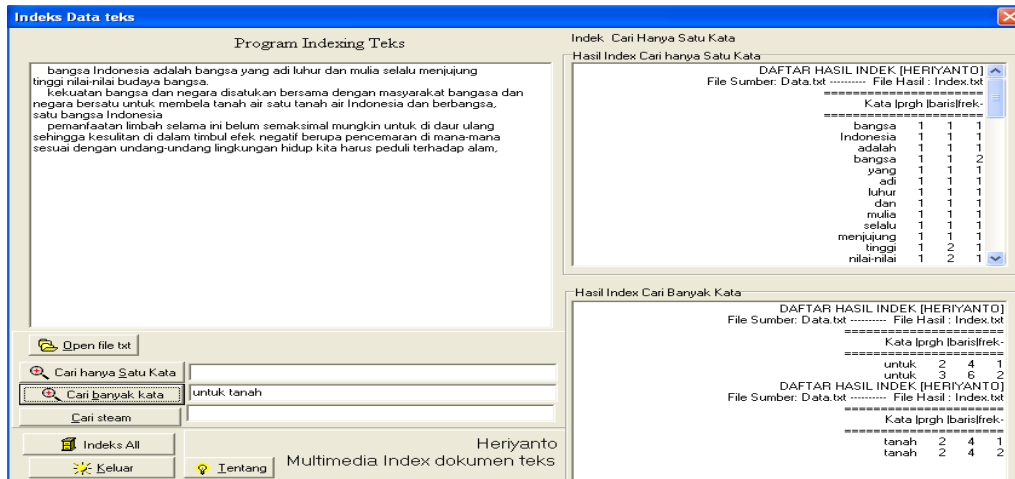 Indeks Data teks
Program Indexing Teks
bangsa Indonesia adalah bangsa yang adi luhur dan mulia selalu menjujung
tinggi nilai-nilai budaya bangsa.
kekuatan bangsa dan negara disatukan bersama dengan masyarakat bangasa dan
negara bersatu untuk membela tanah air satu tanah air Indonesia dan berbangsa,
satu bangsa Indonesia
pemanfaatan limbah selama ini belum semaksimal mungkin untuk di daur ulang
sehingga kesulitan di dalam timbul efek negatif berupa pencemaran di mana-mana
sesuai dengan undang-undang lingkungan hidup kita harus peduli terhadap alam,
Open file txt
Cari hanya Satu Kata
Cari banyak kata
untuk tanah
Cari steam
Indeks All
Keluar
Tentang
Heriyanto
Multimedia Index dokumen teks
Indek Cari Hanya Satu Kata
Hasil Index Cari hanya Satu Kata
DAFTAR HASIL INDEK [HERIYANTO]
File Sumber: Data.txt --------- File Hasil : Index.txt
========================
Kata |prgh |baris|frek-
========================
bangsa 1 1 1
Indonesia 1 1 1
adalah 1 1 1
bangsa 1 1 2
yang 1 1 1
adi 1 1 1
luhur 1 1 1
dan 1 1 1
mulia 1 1 1
selalu 1 1 1
menjujung 1 1 1
tinggi 1 2 1
nilai-nilai 1 2 1
Hasil Index Cari Banyak Kata
DAFTAR HASIL INDEK [HERIYANTO]
File Sumber: Data.txt --------- File Hasil : Index.txt
========================
Kata |prgh |baris|frek-
========================
untuk 2 4 1
untuk 3 6 2
DAFTAR HASIL INDEK [HERIYANTO]
File Sumber: Data.txt --------- File Hasil : Index.txt
========================
Kata |prgh |baris|frek-
========================
tanah 2 4 1
tanah 2 4 2